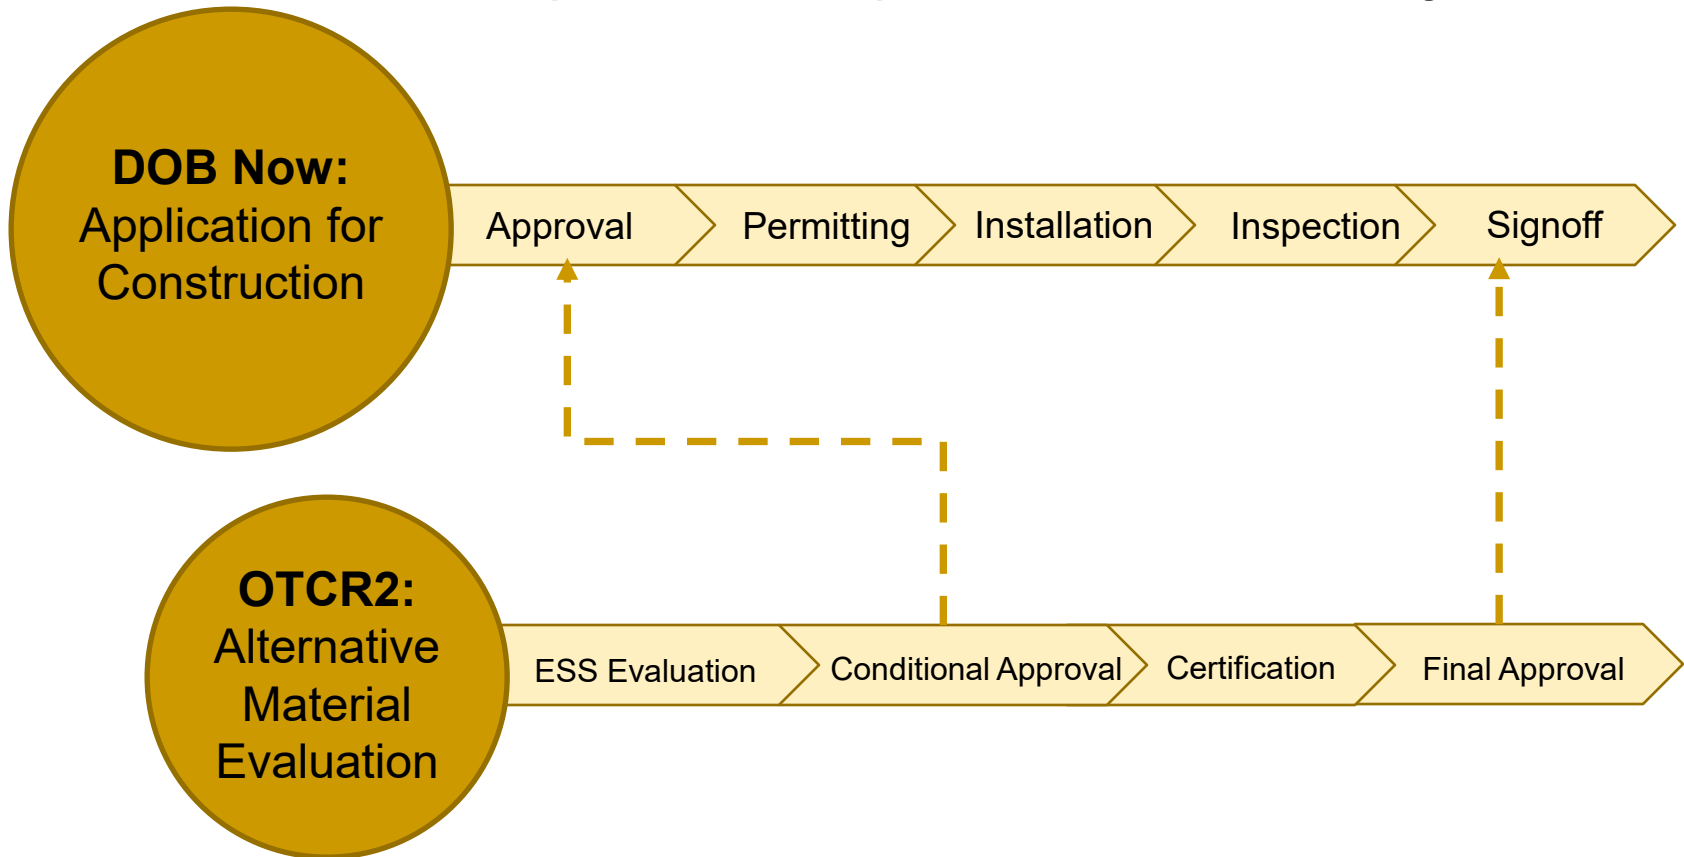 DOB Now:
Application for
Construction
Approval
Permitting
Installation
Inspection
Signoff
OTCR2:
Alternative
Material
Evaluation
ESS Evaluation
Conditional Approval
Certification
Final Approval